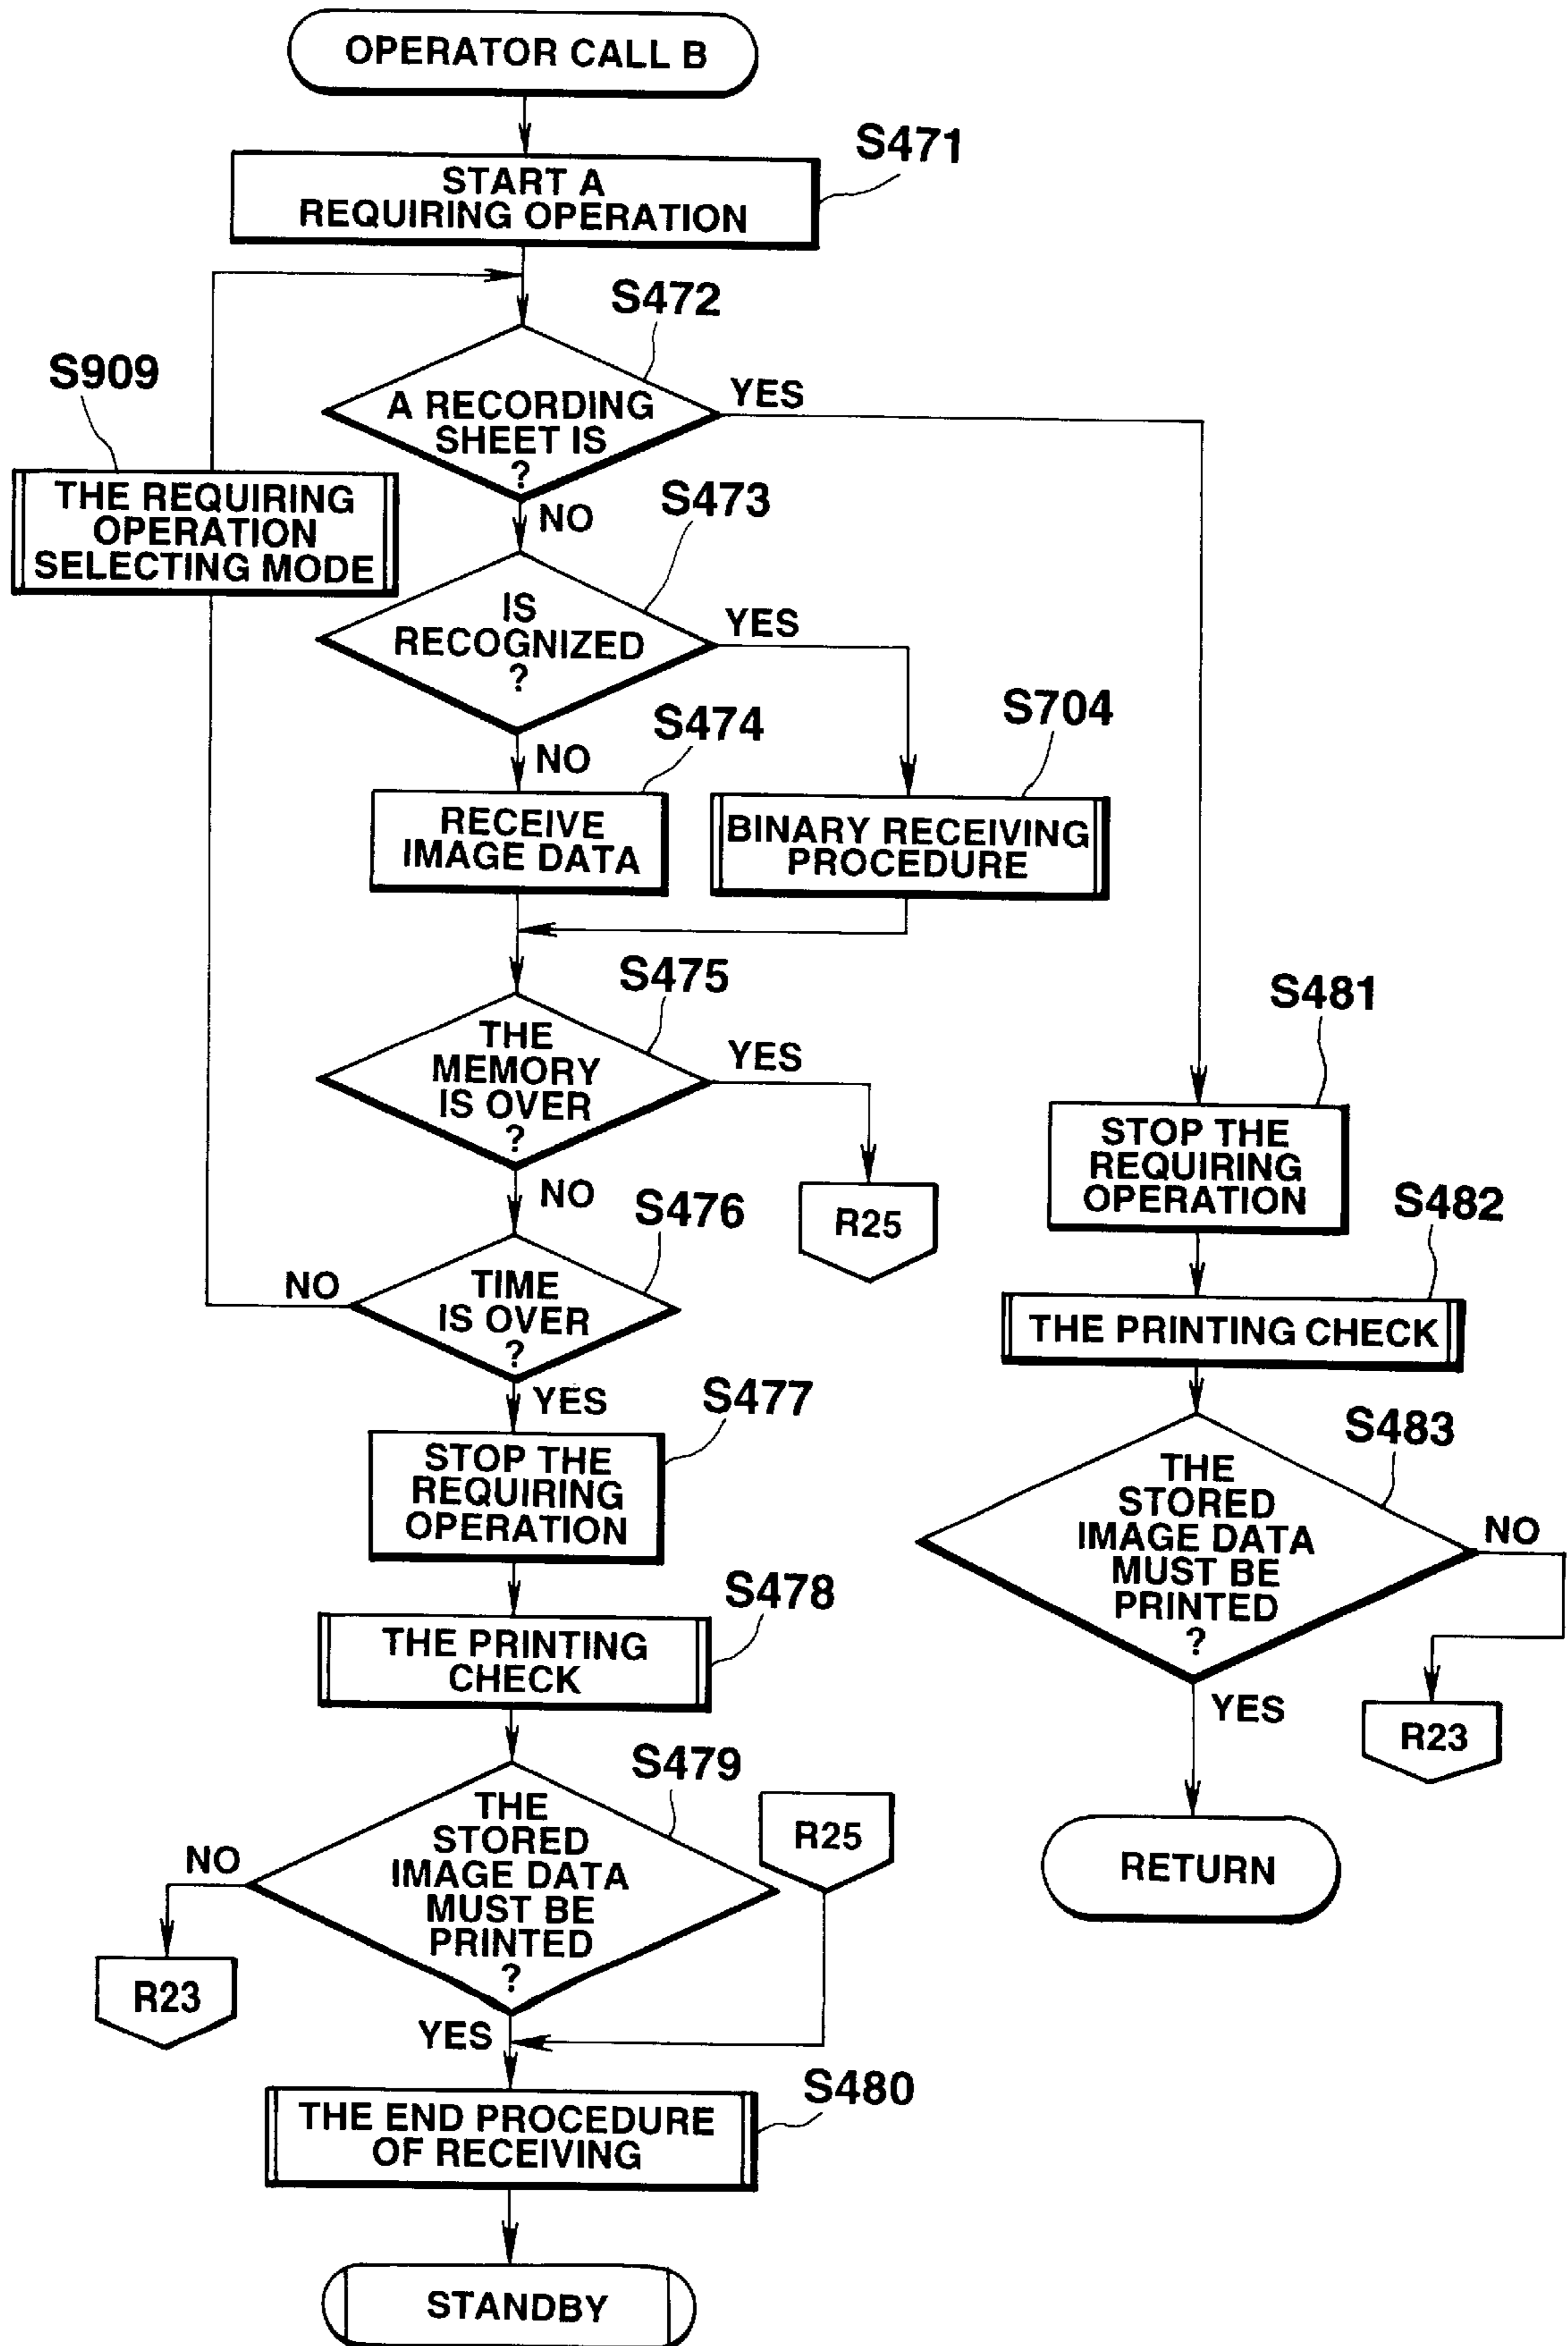 OPERATOR CALL B
S471
START A
REQUIRING OPERATION
S472
A RECORDING
SHEET IS
?
YES
NO
S909
THE REQUIRING
OPERATION
SELECTING MODE
S473
IS
RECOGNIZED
?
YES
NO
S474
RECEIVE
IMAGE DATA
S704
BINARY RECEIVING
PROCEDURE
S475
THE
MEMORY
IS OVER
?
YES
NO
R25
S476
TIME
IS OVER
?
NO
YES
S477
STOP THE
REQUIRING
OPERATION
S478
THE PRINTING
CHECK
S479
THE
STORED
IMAGE DATA
MUST BE
PRINTED
?
NO
R23
YES
R25
S480
THE END PROCEDURE
OF RECEIVING
STANDBY
S481
STOP THE
REQUIRING
OPERATION
S482
THE PRINTING CHECK
S483
THE
STORED
IMAGE DATA
MUST BE
PRINTED
?
NO
R23
YES
RETURN